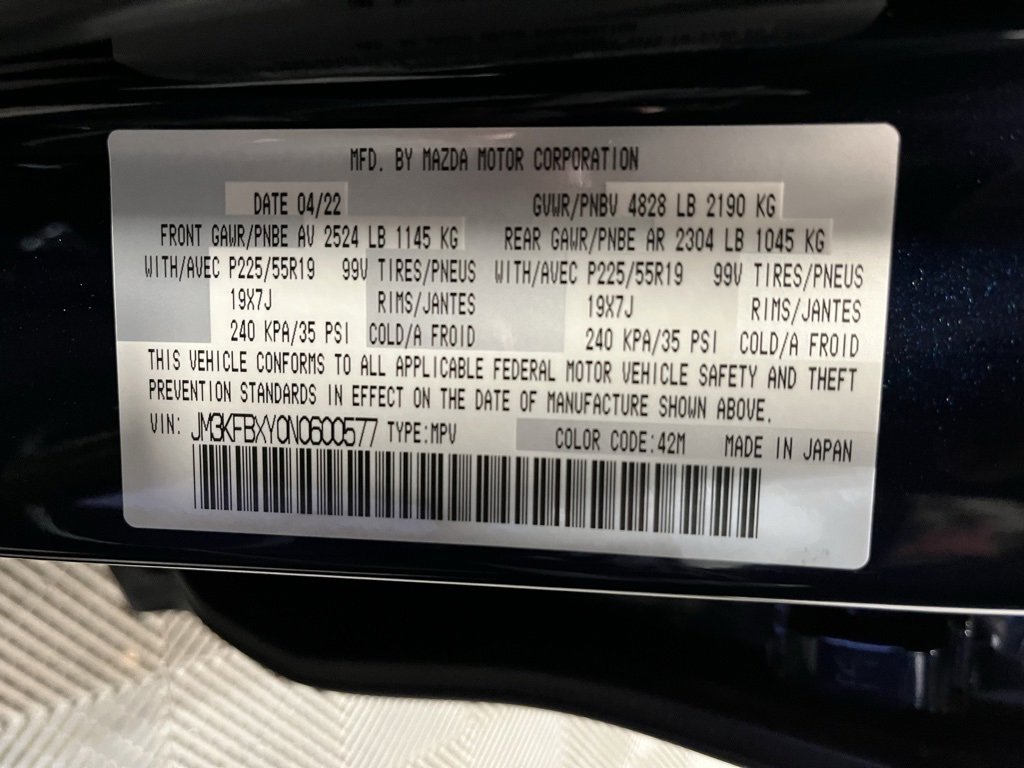 MFD. BY MAZDA MOTOR CORPORATION
DATE 04/22 GVWR/PNBV 4828 LB 2190 KG
FRONT GAWR/PNBE AV 2524 LB 1145 KG REAR GAWR/PNBE AR 2304 LB 1045 KG
WITH/AVEC P225/55R19 99V TIRES/PNEUS WITH/AVEC P225/55R19 99V TIRES/PNEUS
19X7J RIMS/JANTES 19X7J RIMS/JANTES
240 KPA/35 PSI COLD/A FROID 240 KPA/35 PSI COLD/A FROID
THIS VEHICLE CONFORMS TO ALL APPLICABLE FEDERAL MOTOR VEHICLE SAFETY AND THEFT
PREVENTION STANDARDS IN EFFECT ON THE DATE OF MANUFACTURE SHOWN ABOVE.
VIN: JM3KFBXY0N0600577 TYPE:MPV COLOR CODE:42M MADE IN JAPAN